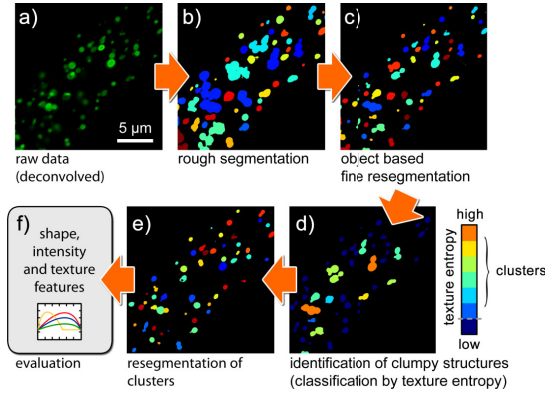 a)
5 µm
raw data
(deconvolved)
b)
rough segmentation
c)
object based
fine resegmentation
high
texture entropy
clusters
low
d)
identification of clumpy structures
(classification by texture entropy)
e)
resegmentation of
clusters
f)
shape,
intensity
and texture
features
evaluation